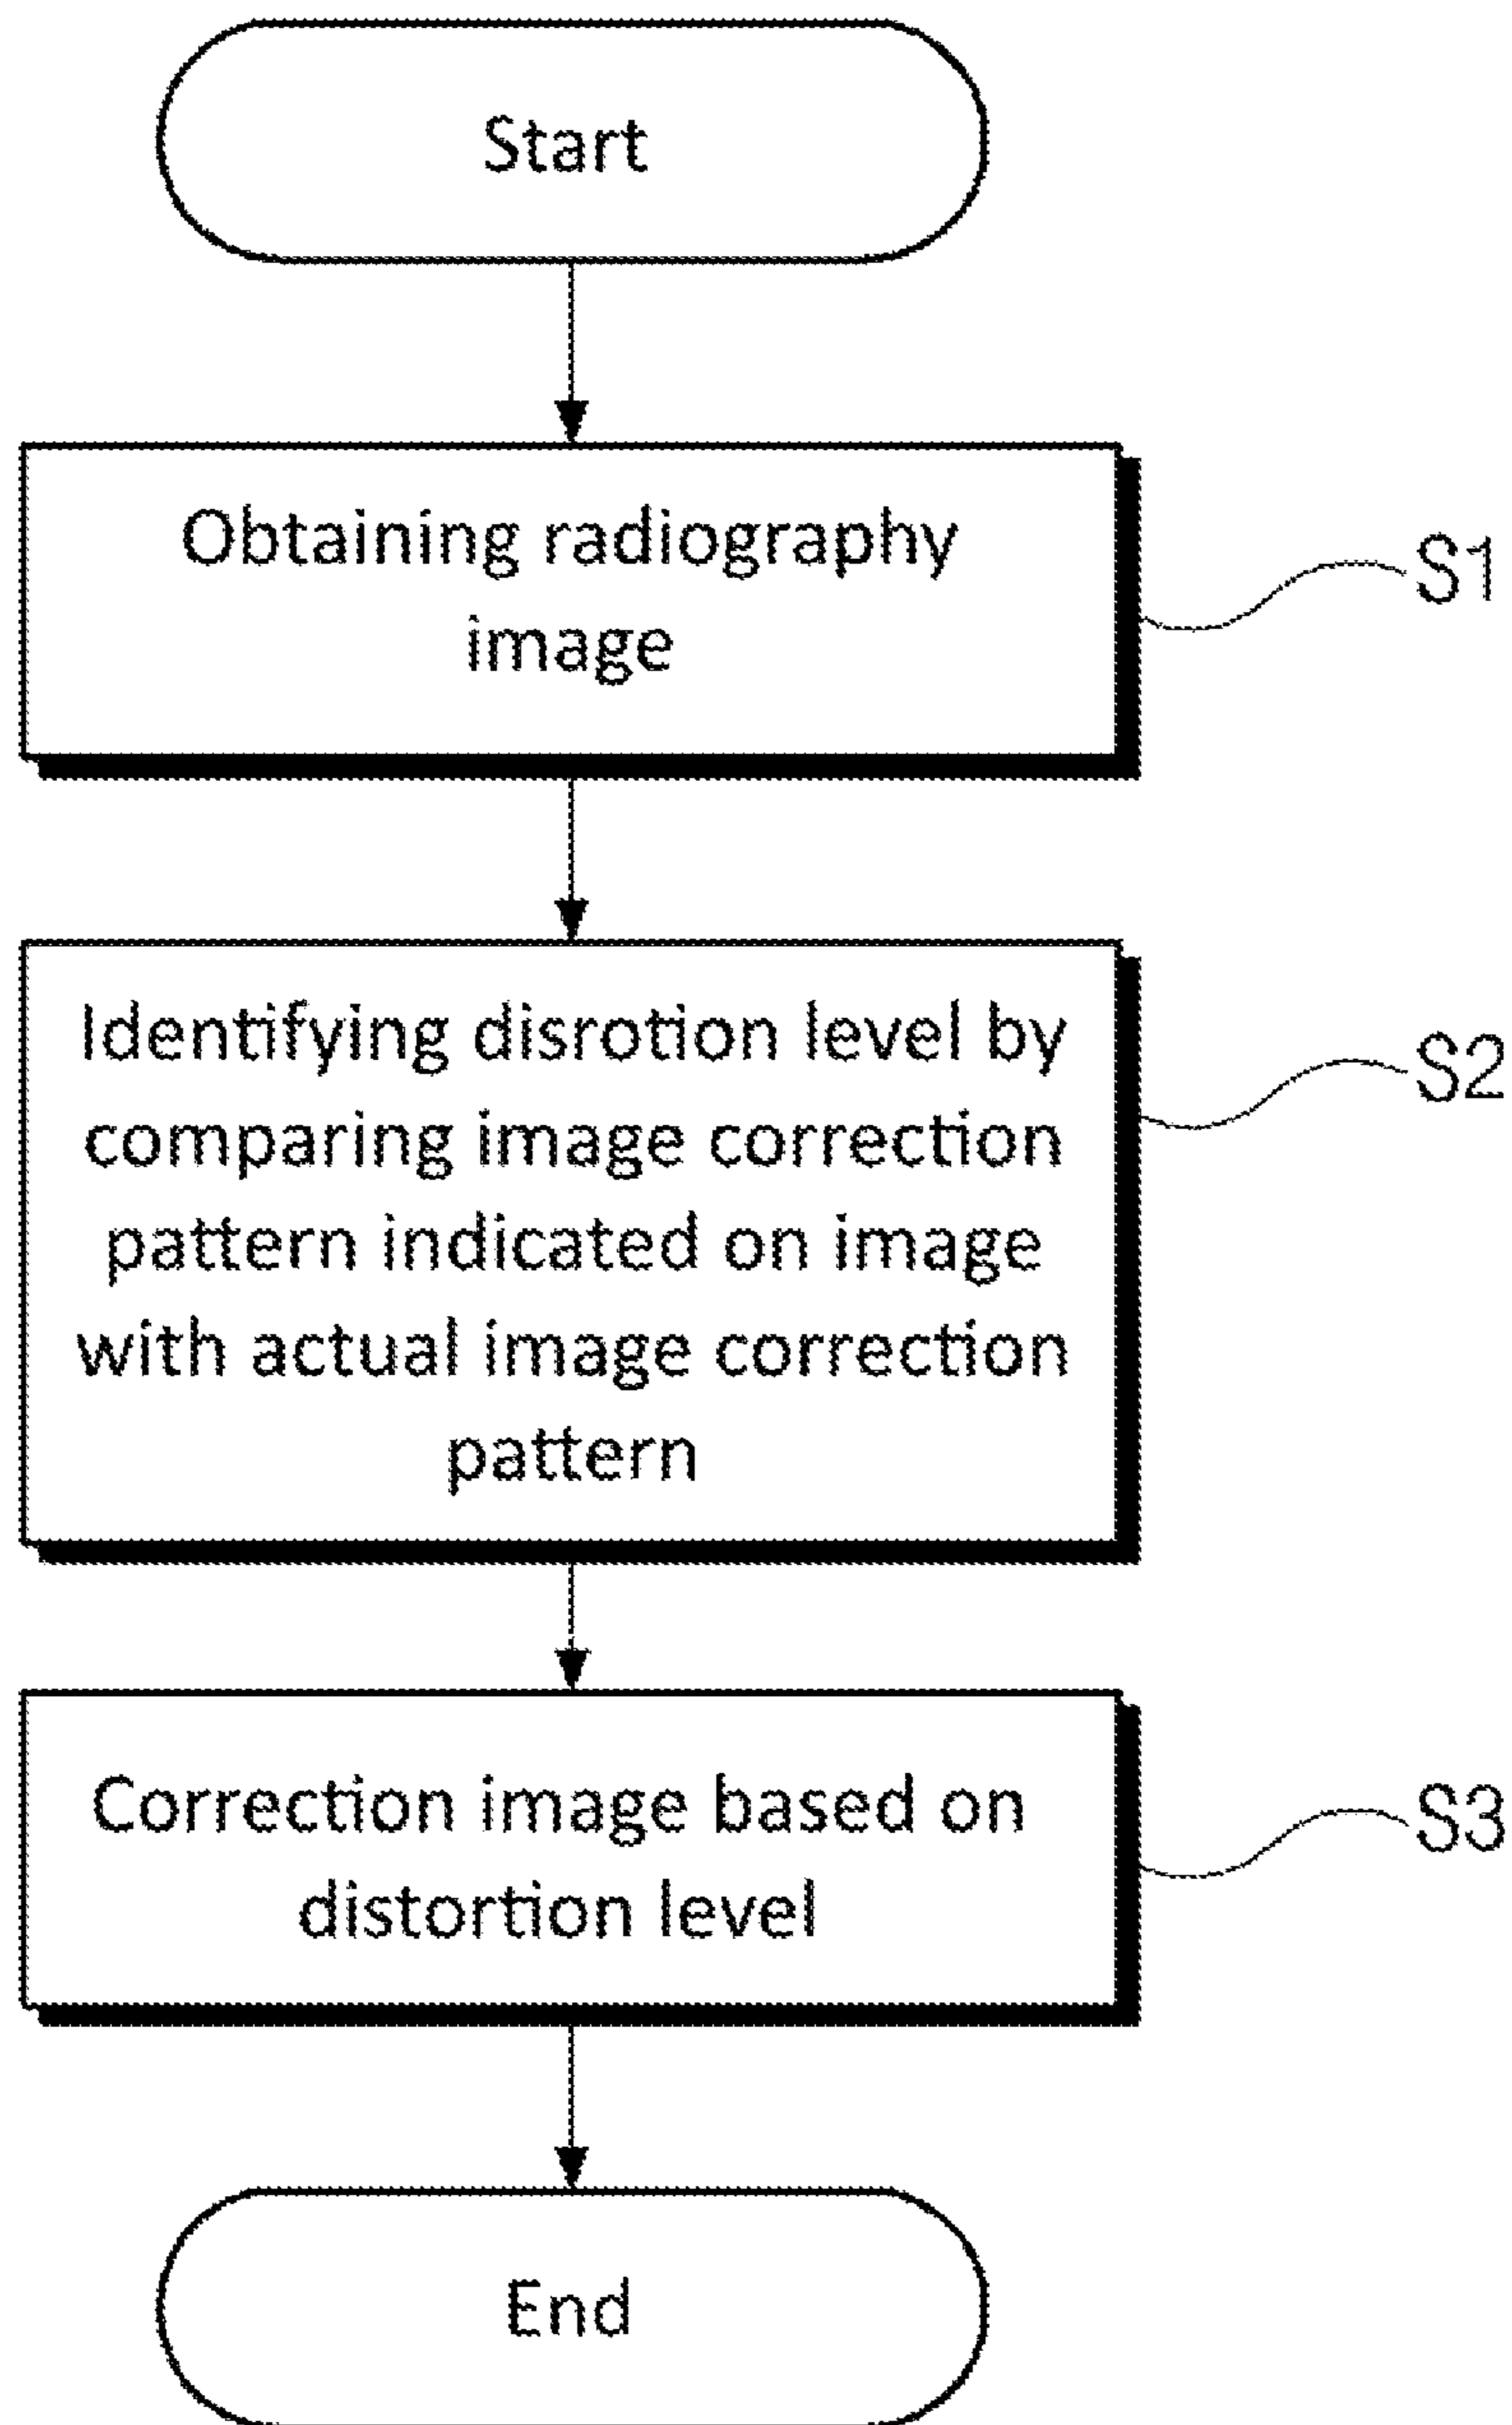 Start
Obtaining radiography
image
S1
Identifying disrotion level by
comparing image correction
pattern indicated on image
with actual image correction
pattern
S2
Correction image based on
distortion level
S3
End